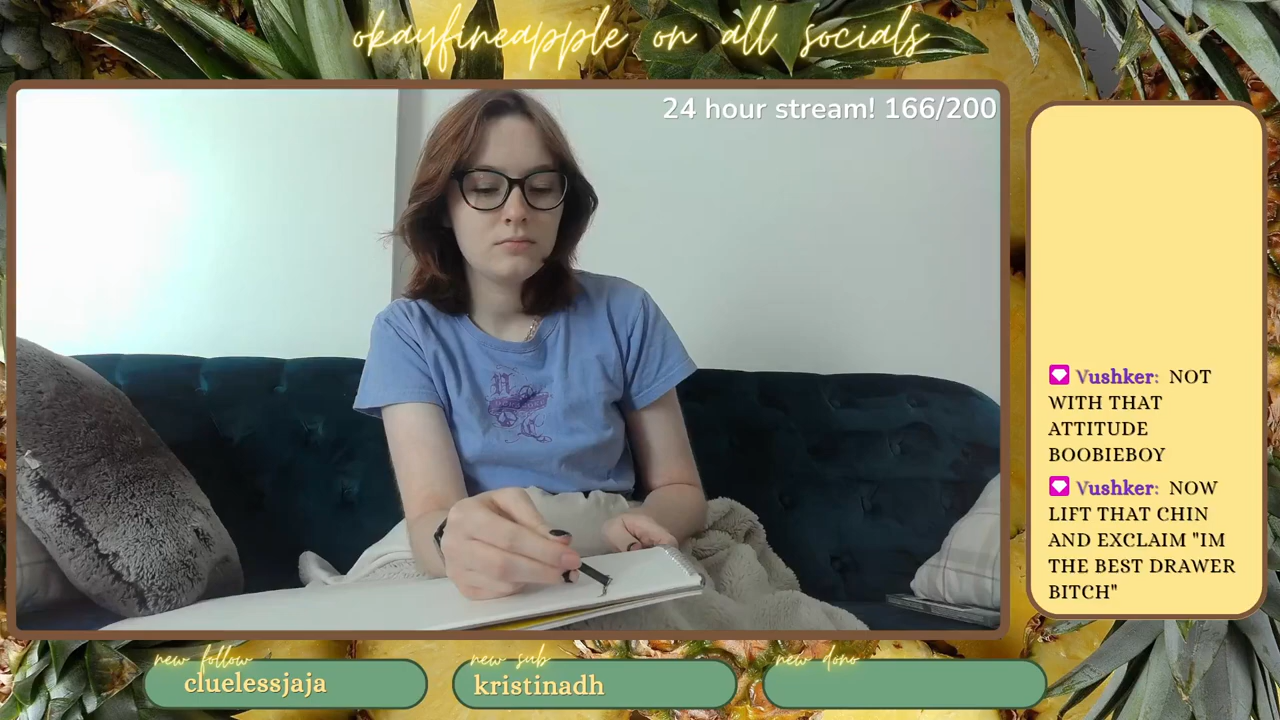 okayfineapple on all socials
24 hour stream! 166/200
Vushker: NOT
WITH THAT
ATTITUDE
BOOBIEBOY
Vushker: NOW
LIFT THAT CHIN
AND EXCLAIM "IM
THE BEST DRAWER
BITCH"
new follow
cluelessjaja
new sub
kristinadh
new dono